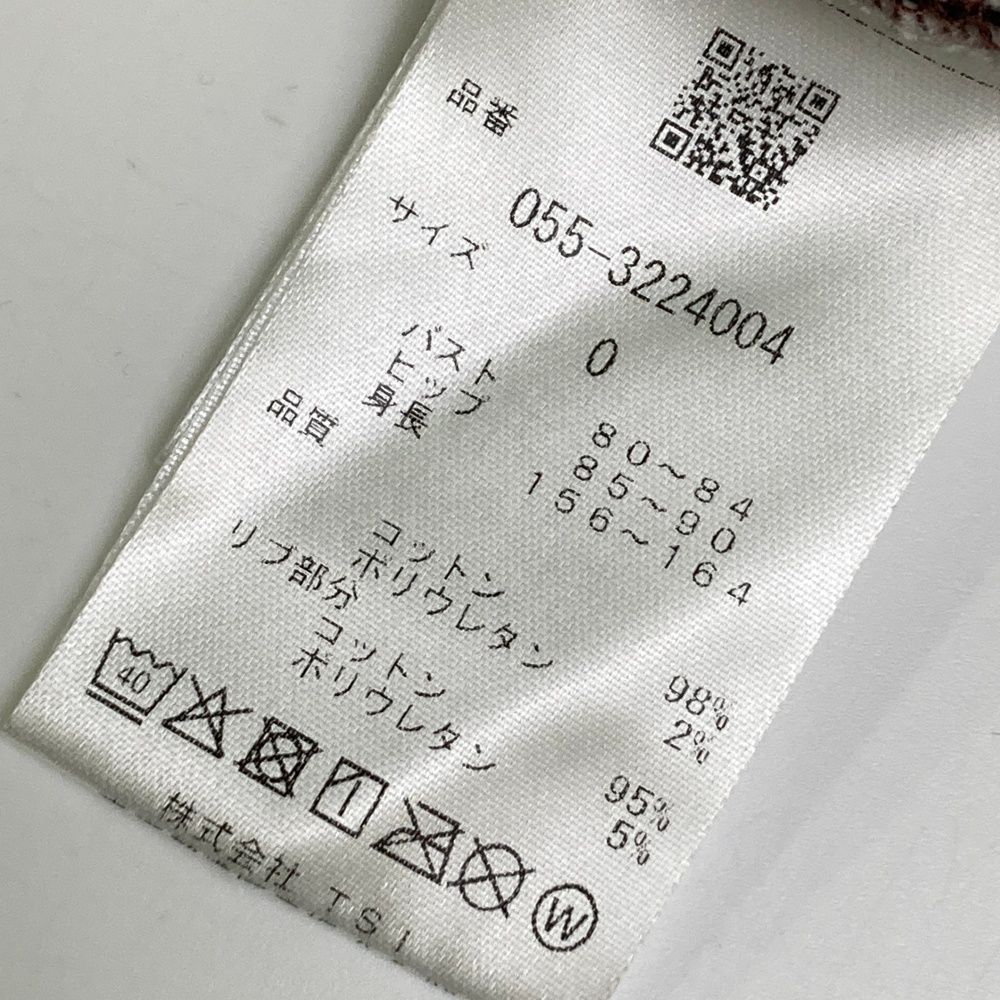 品番
055-3224004
サイズ
0
バスト 80~84
ヒップ 85~90
身長 156~164
品質
コットン 98%
ポリウレタン 2%
リブ部分
コットン 95%
ポリウレタン 5%
40
W
株式会社 TSI